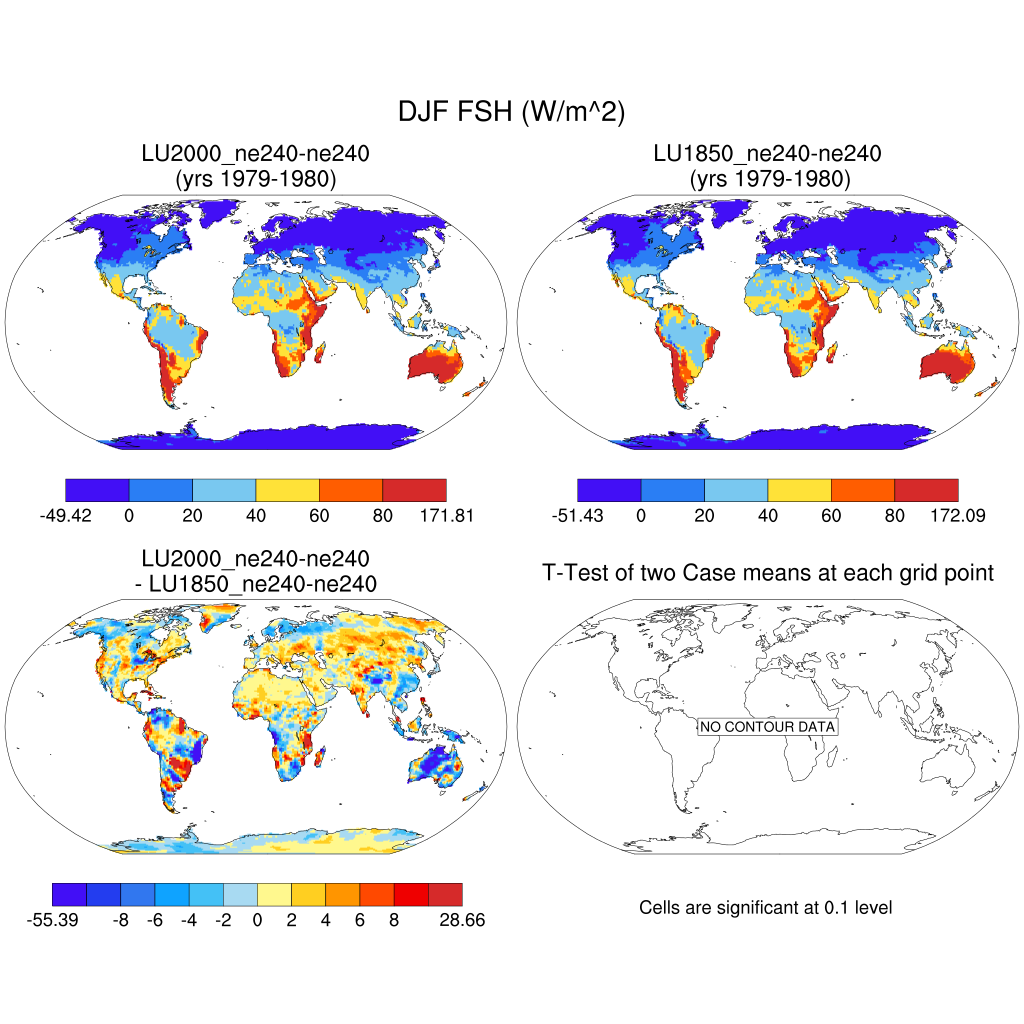 DJF FSH (W/m^2)
LU2000_ne240-ne240
(yrs 1979-1980)
LU1850_ne240-ne240
(yrs 1979-1980)
-49.42 0 20 40 60 80 171.81
-51.43 0 20 40 60 80 172.09
LU2000_ne240-ne240
- LU1850_ne240-ne240
T-Test of two Case means at each grid point
NO CONTOUR DATA
-55.39 -8 -6 -4 -2 0 2 4 6 8 28.66
Cells are significant at 0.1 level